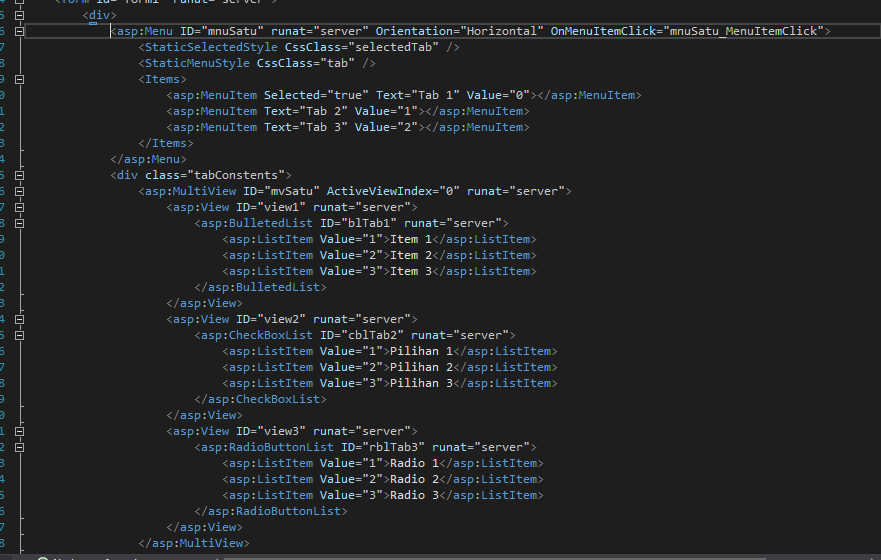 <div>
<asp:Menu ID="mnuSatu" runat="server" Orientation="Horizontal" OnMenuItemClick="mnuSatu_MenuItemClick">
<StaticSelectedStyle CssClass="selectedTab" />
<StaticMenuStyle CssClass="tab" />
<Items>
<asp:MenuItem Selected="true" Text="Tab 1" Value="0"></asp:MenuItem>
<asp:MenuItem Text="Tab 2" Value="1"></asp:MenuItem>
<asp:MenuItem Text="Tab 3" Value="2"></asp:MenuItem>
</Items>
</asp:Menu>
<div class="tabConstents">
<asp:MultiView ID="mvSatu" ActiveViewIndex="0" runat="server">
<asp:View ID="view1" runat="server">
<asp:BulletedList ID="blTab1" runat="server">
<asp:ListItem Value="1">Item 1</asp:ListItem>
<asp:ListItem Value="2">Item 2</asp:ListItem>
<asp:ListItem Value="3">Item 3</asp:ListItem>
</asp:BulletedList>
</asp:View>
<asp:View ID="view2" runat="server">
<asp:CheckBoxList ID="cblTab2" runat="server">
<asp:ListItem Value="1">Pilihan 1</asp:ListItem>
<asp:ListItem Value="2">Pilihan 2</asp:ListItem>
<asp:ListItem Value="3">Pilihan 3</asp:ListItem>
</asp:CheckBoxList>
</asp:View>
<asp:View ID="view3" runat="server">
<asp:RadioButtonList ID="rblTab3" runat="server">
<asp:ListItem Value="1">Radio 1</asp:ListItem>
<asp:ListItem Value="2">Radio 2</asp:ListItem>
<asp:ListItem Value="3">Radio 3</asp:ListItem>
</asp:RadioButtonList>
</asp:View>
</asp:MultiView>